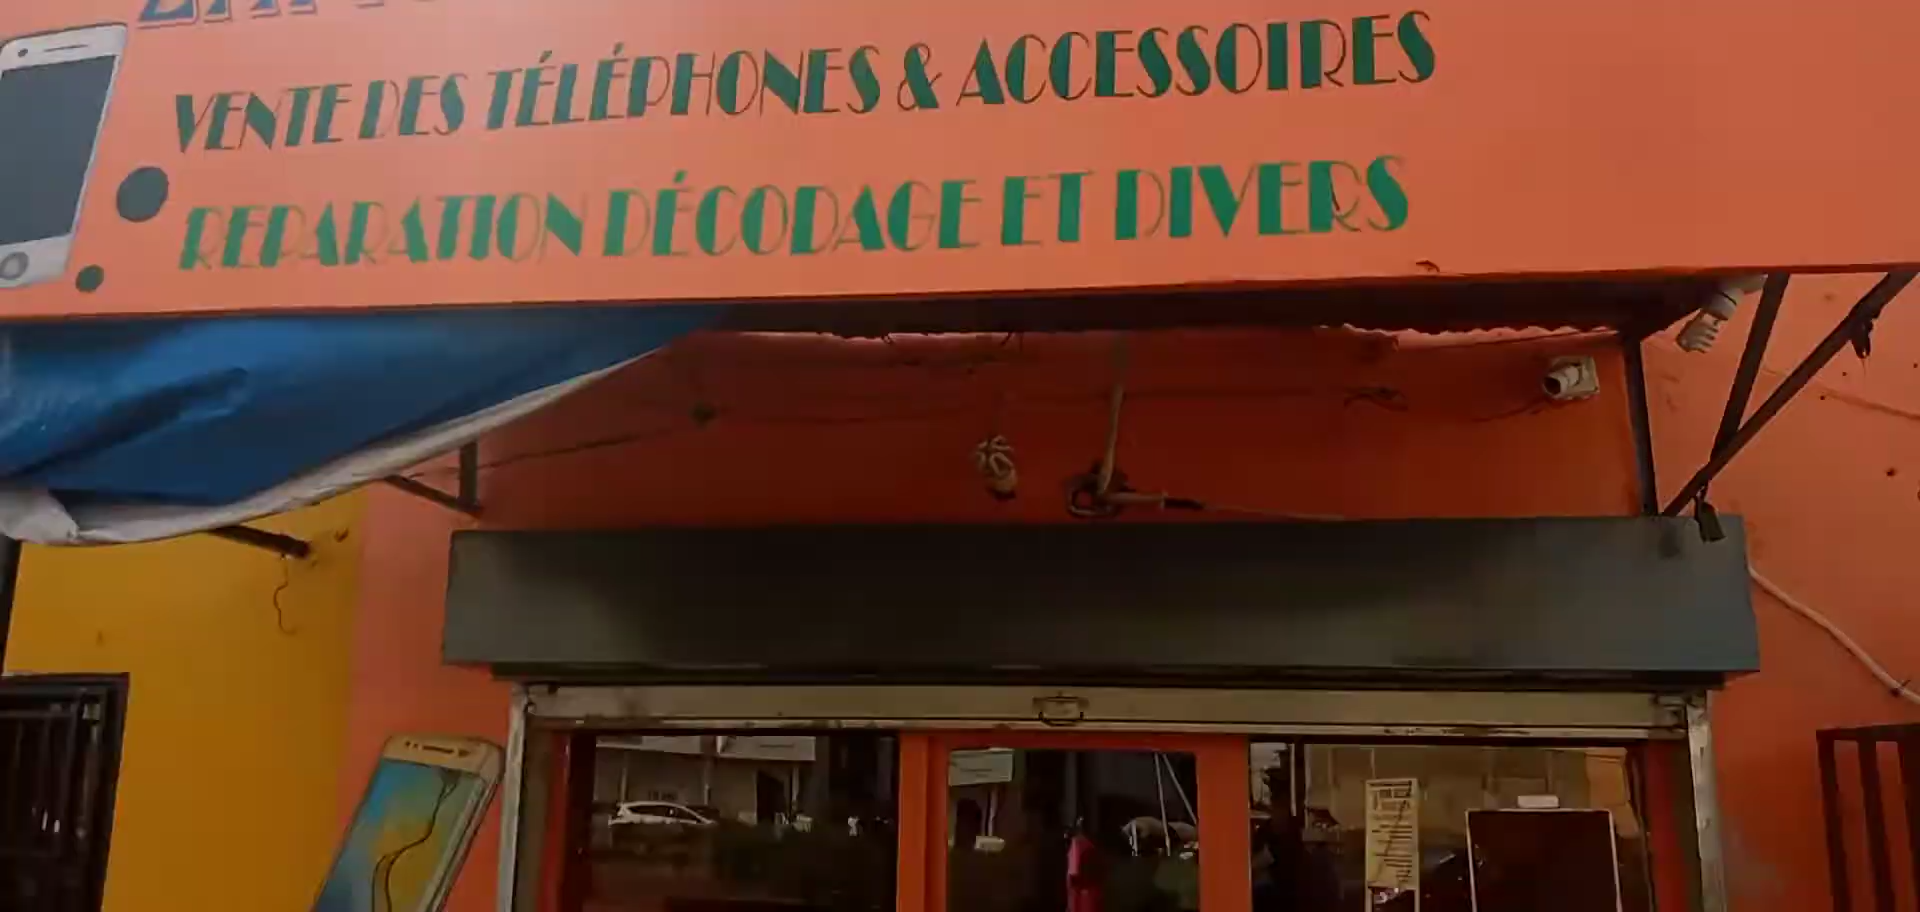 VENTE DES TÉLÉPHONES & ACCESSOIRES
REPARATION DÉCODAGE ET DIVERS